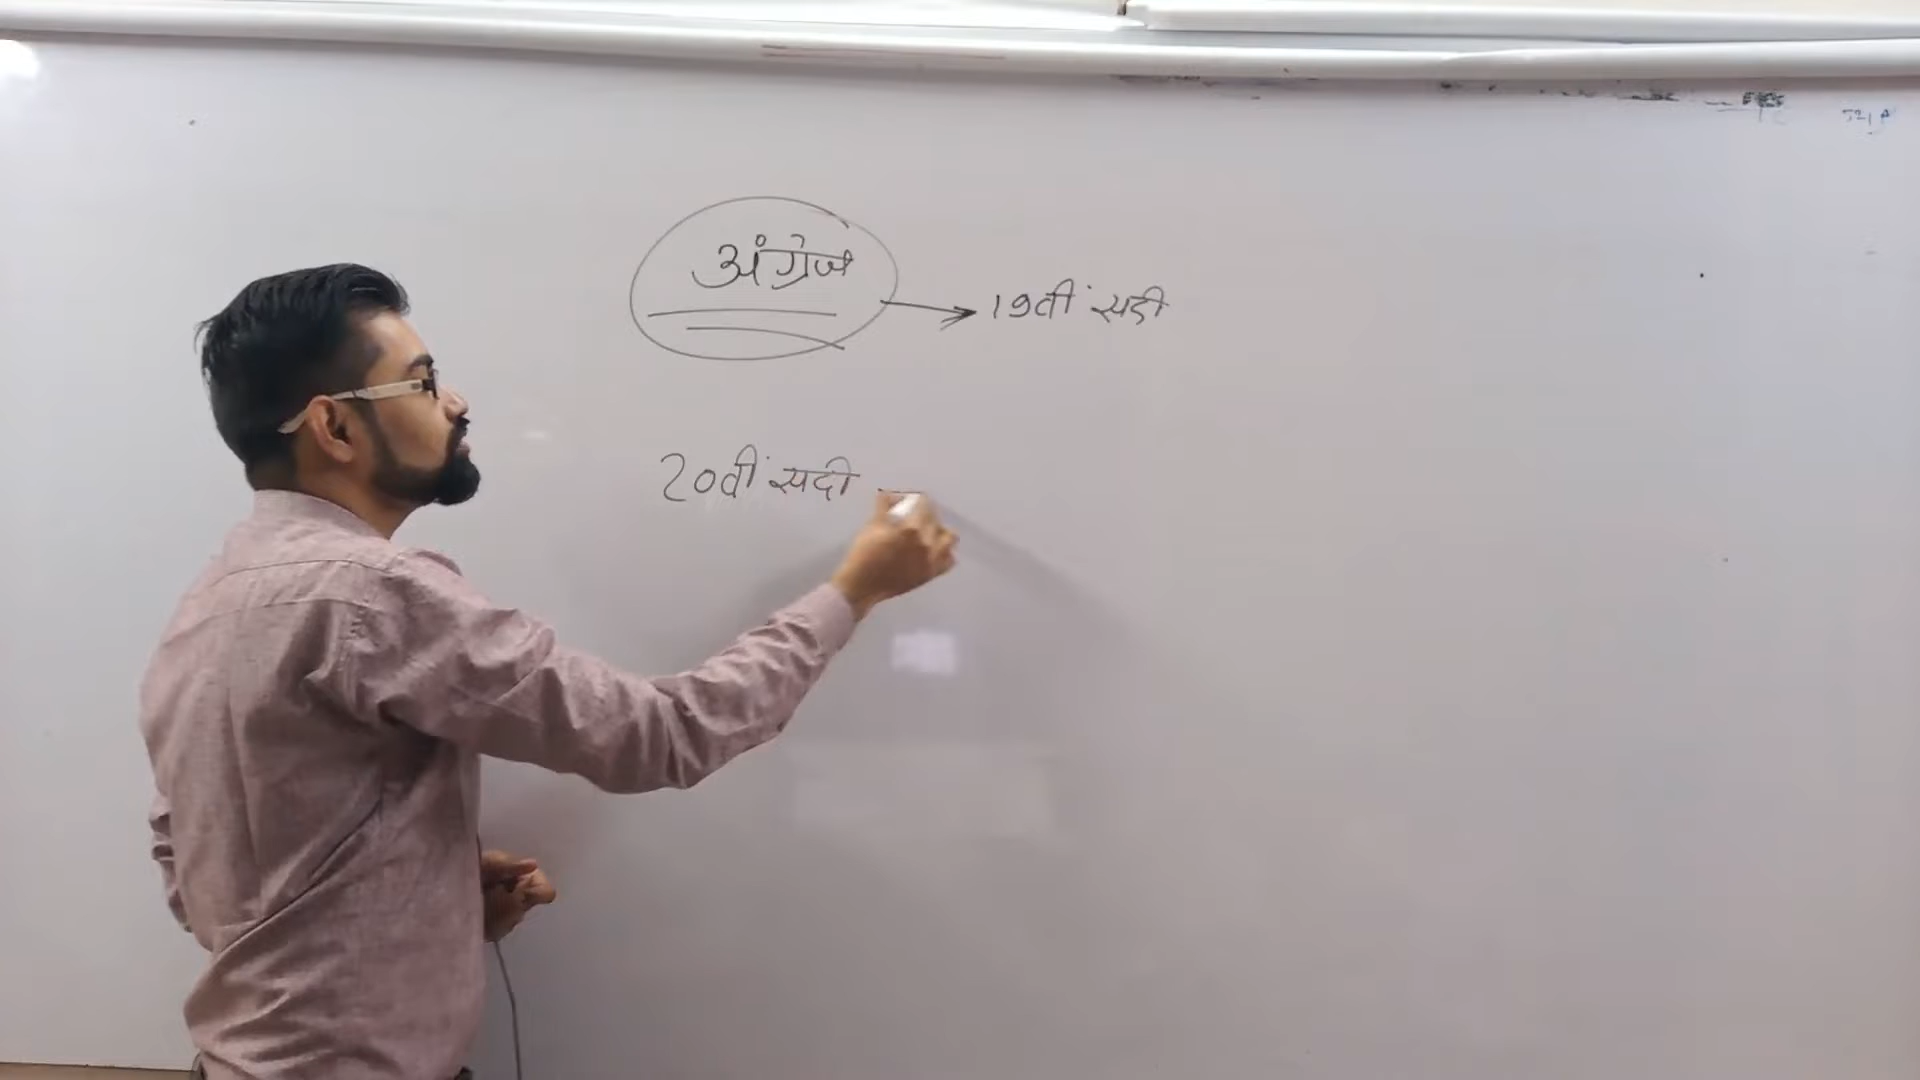 अंग्रेज → 19वीं सदी
20वीं सदी –